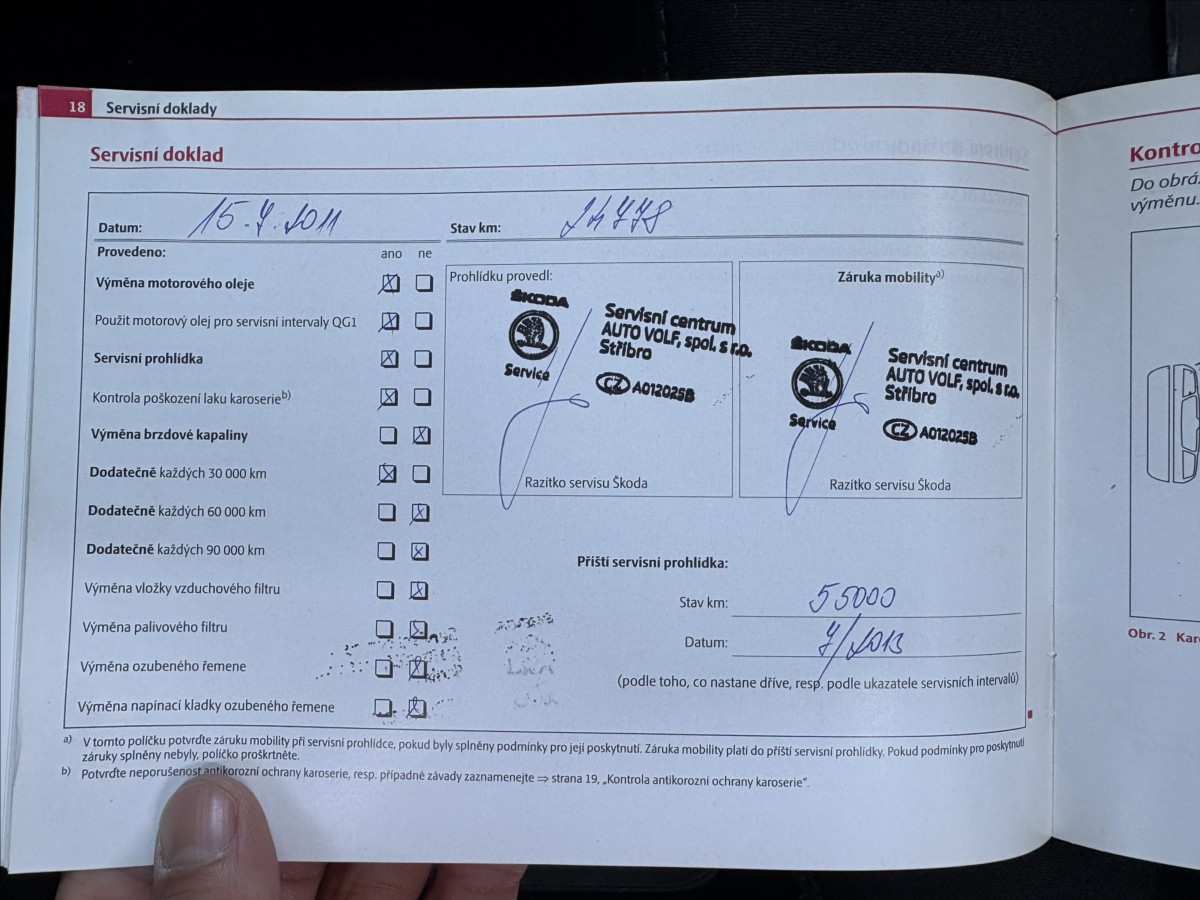 18 Servisní doklady
Servisní doklad
Datum: 15.7.2011 Stav km: 24778
Provedeno: ano ne
Výměna motorového oleje
Použit motorový olej pro servisní intervaly QG1
Servisní prohlídka
Kontrola poškození laku karoserieb)
Výměna brzdové kapaliny
Dodatečně každých 30 000 km
Dodatečně každých 60 000 km
Dodatečně každých 90 000 km
Výměna vložky vzduchového filtru
Výměna palivového filtru
Výměna ozubeného řemene
Výměna napínací kladky ozubeného řemene
Prohlídku provedl:
ŠKODA
Service
Servisní centrum
AUTO VOLF, spol. s r.o.
Stříbro
CZ A012025B
Razítko servisu Škoda
Záruka mobilitya)
ŠKODA
Service
Servisní centrum
AUTO VOLF, spol. s r.o.
Stříbro
CZ A012025B
Razítko servisu Škoda
Příští servisní prohlídka:
Stav km: 55000
Datum: 7/2013
(podle toho, co nastane dříve, resp. podle ukazatele servisních intervalů)
a) V tomto políčku potvrďte záruku mobility při servisní prohlídce, pokud byly splněny podmínky pro její poskytnutí. Záruka mobility platí do příští servisní prohlídky. Pokud podmínky pro poskytnutí
záruky splněny nebyly, políčko proškrtněte.
b) Potvrďte neporušenost antikorozní ochrany karoserie, resp. případné závady zaznamenejte ⇒ strana 19, „Kontrola antikorozní ochrany karoserie“.
Kontro
Do obrá
výměnu.
Obr. 2 Kar